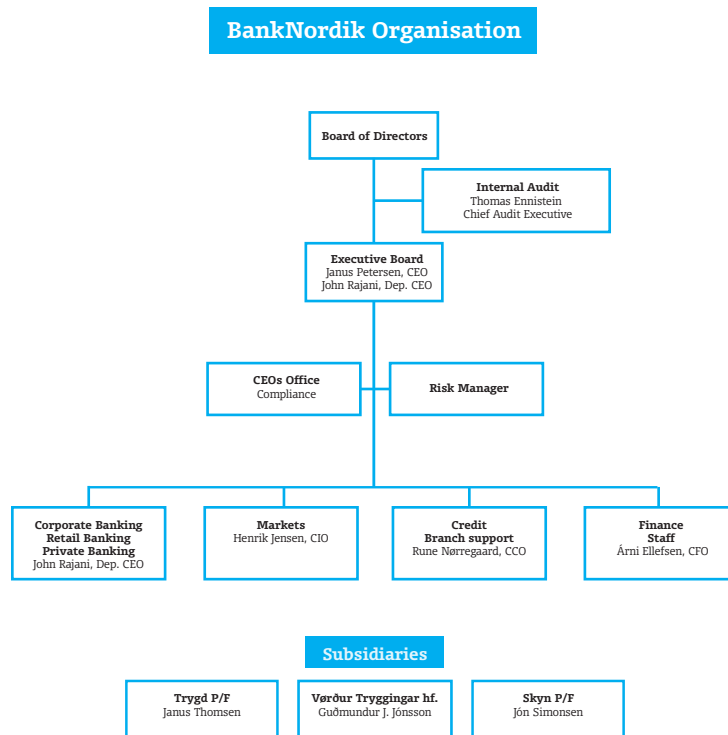 BankNordik Organisation
Board of Directors
Internal Audit
Thomas Ennistein
Chief Audit Executive
Executive Board
Janus Petersen, CEO
John Rajani, Dep. CEO
CEOs Office
Compliance
Risk Manager
Corporate Banking
Retail Banking
Private Banking
John Rajani, Dep. CEO
Markets
Henrik Jensen, CIO
Credit
Branch support
Rune Nørregaard, CCO
Finance
Staff
Árni Ellefsen, CFO
Subsidiaries
Trygd P/F
Janus Thomsen
Vørður Tryggingar hf.
Guðmundur J. Jónsson
Skyn P/F
Jón Simonsen